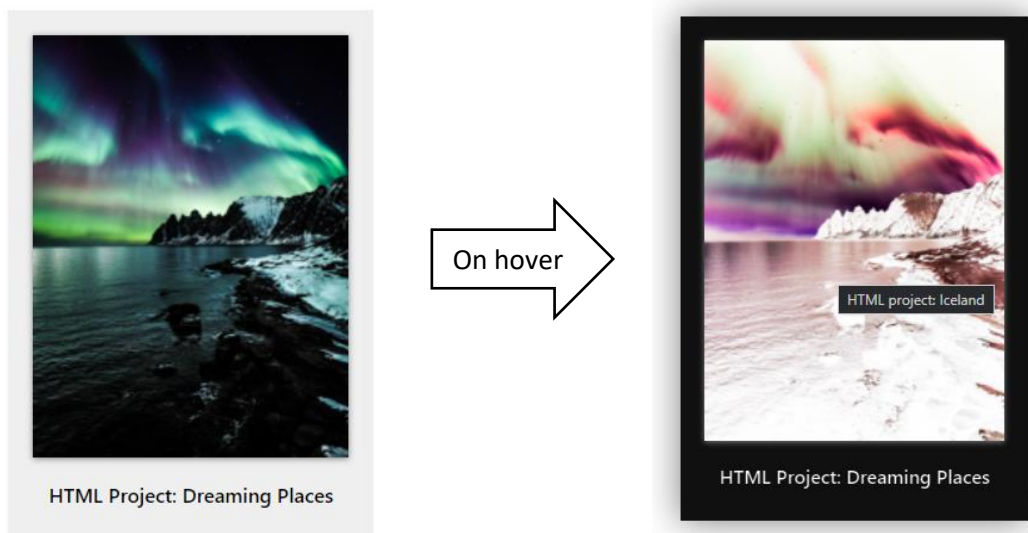 On hover
HTML project: Iceland
HTML Project: Dreaming Places
HTML Project: Dreaming Places